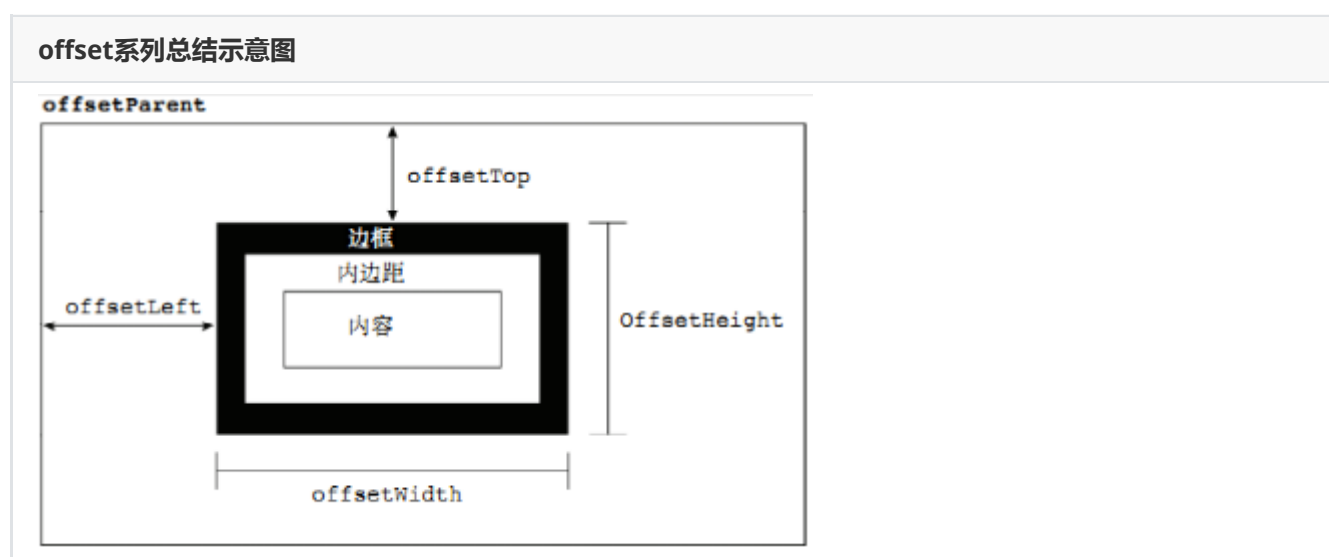 offset系列总结示意图
offsetParent
offsetTop
边框
内边距
offsetLeft
内容
OffsetHeight
offsetWidth